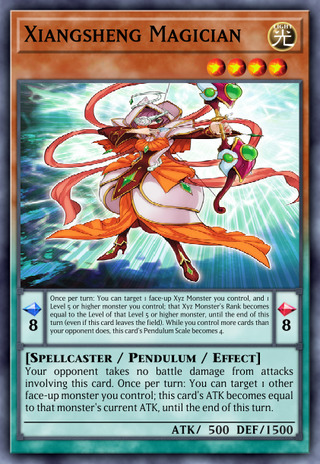 Xiangsheng Magician
LIGHT
光
Once per turn: You can target 1 face-up Xyz Monster you control, and 1
Level 5 or higher monster you control; that Xyz Monster's Rank becomes
equal to the Level of that Level 5 or higher monster, until the end of this
turn (even if this card leaves the field). While you control more cards than
your opponent does, this card's Pendulum Scale becomes 4.
8
8
[Spellcaster / Pendulum / Effect]
Your opponent takes no battle damage from attacks
involving this card. Once per turn: You can target 1 other
face-up monster you control; this card's ATK becomes equal
to that monster's current ATK, until the end of this turn.
ATK/ 500 DEF/1500